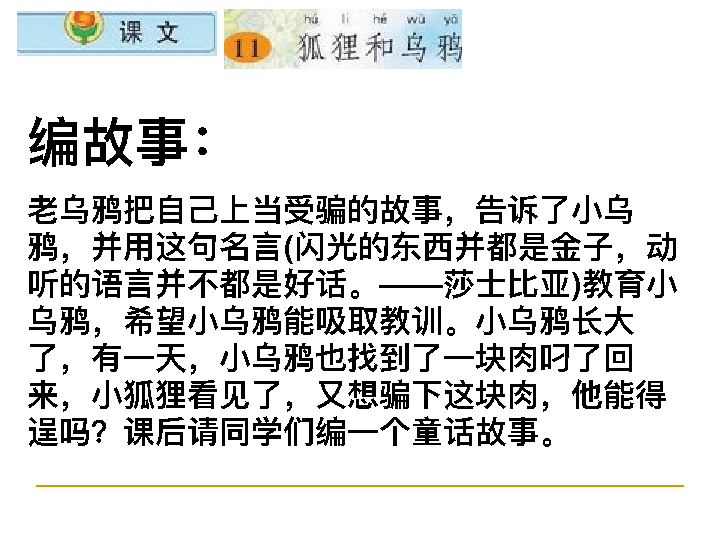 课 文
hú li hé wū yā
11 狐狸和乌鸦
编故事：
老乌鸦把自己上当受骗的故事，告诉了小乌
鸦，并用这句名言(闪光的东西并都是金子，动
听的语言并不都是好话。——莎士比亚)教育小
乌鸦，希望小乌鸦能吸取教训。小乌鸦长大
了，有一天，小乌鸦也找到了一块肉叼了回
来，小狐狸看见了，又想骗下这块肉，他能得
逞吗？课后请同学们编一个童话故事。